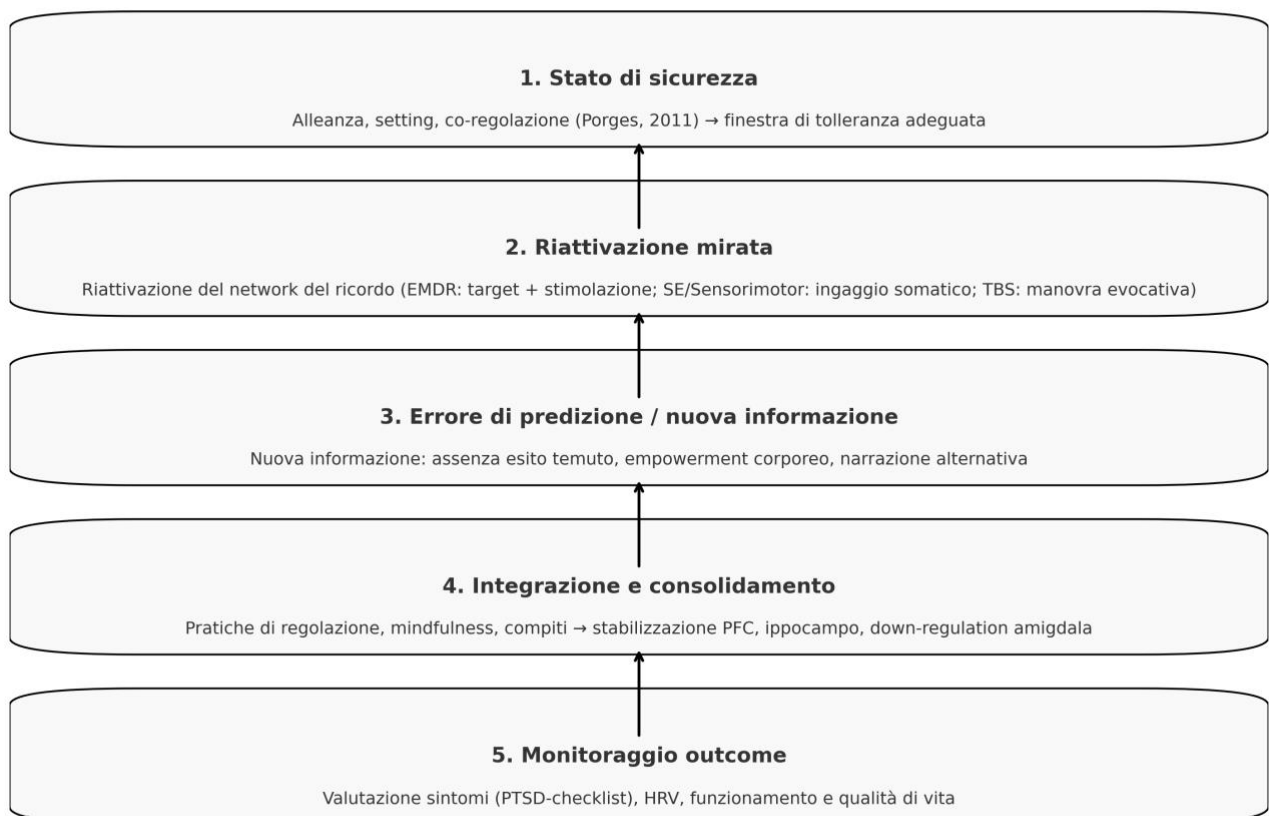 1. Stato di sicurezza
Alleanza, setting, co-regolazione (Porges, 2011) → finestra di tolleranza adeguata
2. Riattivazione mirata
Riattivazione del network del ricordo (EMDR: target + stimolazione; SE/Sensorimotor: ingaggio somatico; TBS: manovra evocativa)
3. Errore di predizione / nuova informazione
Nuova informazione: assenza esito temuto, empowerment corporeo, narrazione alternativa
4. Integrazione e consolidamento
Pratiche di regolazione, mindfulness, compiti → stabilizzazione PFC, ippocampo, down-regulation amigdala
5. Monitoraggio outcome
Valutazione sintomi (PTSD-checklist), HRV, funzionamento e qualità di vita